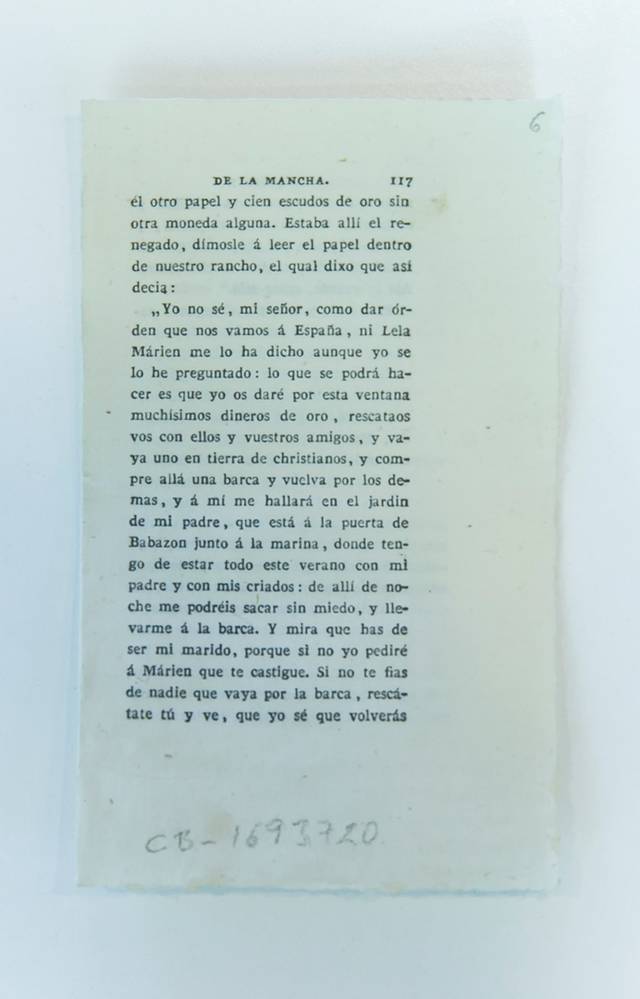 6
DE LA MANCHA. 117
él otro papel y cien escudos de oro sin
otra moneda alguna. Estaba allí el re-
negado, dímosle á leer el papel dentro
de nuestro rancho, el qual dixo que así
decia:
„Yo no sé, mi señor, como dar ór-
den que nos vamos á España, ni Lela
Márien me lo ha dicho aunque yo se
lo he preguntado: lo que se podrá ha-
cer es que yo os daré por esta ventana
muchísimos dineros de oro, rescataos
vos con ellos y vuestros amigos, y va-
ya uno en tierra de christianos, y com-
pre allá una barca y vuelva por los de-
mas, y á mí me hallará en el jardin
de mi padre, que está á la puerta de
Babazon junto á la marina, donde ten-
go de estar todo este verano con mi
padre y con mis criados: de allí de no-
che me podréis sacar sin miedo, y lle-
varme á la barca. Y mira que has de
ser mi marido, porque si no yo pediré
á Márien que te castigue. Si no te fias
de nadie que vaya por la barca, rescá-
tate tú y ve, que yo sé que volverás
CB-1693720